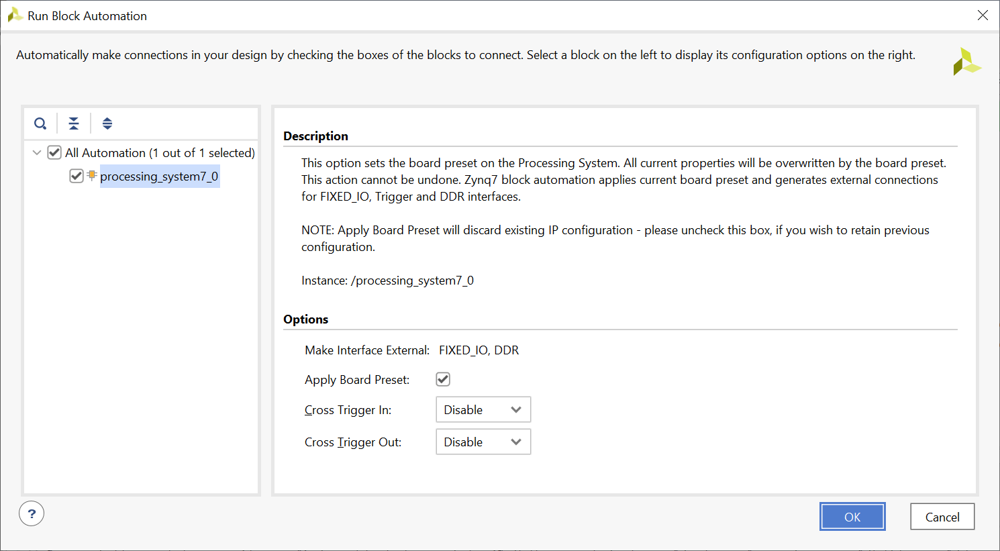 Run Block Automation
Automatically make connections in your design by checking the boxes of the blocks to connect. Select a block on the left to display its configuration options on the right.
All Automation (1 out of 1 selected)
processing_system7_0
Description
This option sets the board preset on the Processing System. All current properties will be overwritten by the board preset.
This action cannot be undone. Zynq7 block automation applies current board preset and generates external connections
for FIXED_IO, Trigger and DDR interfaces.
NOTE: Apply Board Preset will discard existing IP configuration - please uncheck this box, if you wish to retain previous
configuration.
Instance: /processing_system7_0
Options
Make Interface External: FIXED_IO, DDR
Apply Board Preset:
Cross Trigger In: Disable
Cross Trigger Out: Disable
?
OK Cancel